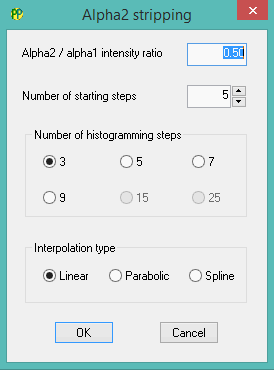 Alpha2 stripping
Alpha2 / alpha1 intensity ratio 0.50
Number of starting steps 5
Number of histogramming steps
3 5 7
9 15 25
Interpolation type
Linear Parabolic Spline
OK Cancel